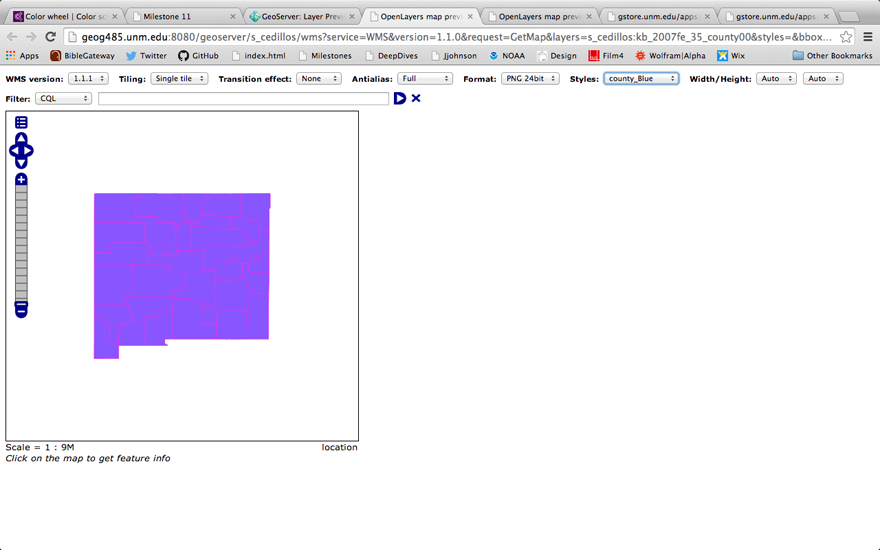 Color wheel | Color sc
Milestone 11
GeoServer: Layer Previ
OpenLayers map previ
OpenLayers map previ
gstore.unm.edu/apps
gstore.unm.edu/apps
geog485.unm.edu:8080/geoserver/s_cedillos/wms?service=WMS&version=1.1.0&request=GetMap&layers=s_cedillos:kb_2007fe_35_county00&styles=&bbox...
Apps BibleGateway Twitter GitHub index.html Milestones DeepDives Jjohnson NOAA Design Film4 Wolfram|Alpha Wix Other Bookmarks
WMS version: 1.1.1 Tiling: Single tile Transition effect: None Antialias: Full Format: PNG 24bit Styles: county_Blue Width/Height: Auto Auto
Filter: CQL
Scale = 1 : 9M location
Click on the map to get feature info